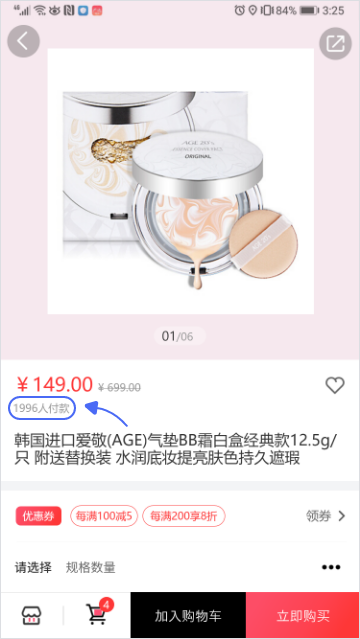 84% 3:25
AGE 20's
ORIGINAL
01/06
￥149.00 ￥699.00
1996人付款
韩国进口爱敬(AGE)气垫BB霜白盒经典款12.5g/
只 附送替换装 水润底妆提亮肤色持久遮瑕
优惠券 每满100减5 每满200享8折 领券
请选择 规格数量
4
加入购物车 立即购买